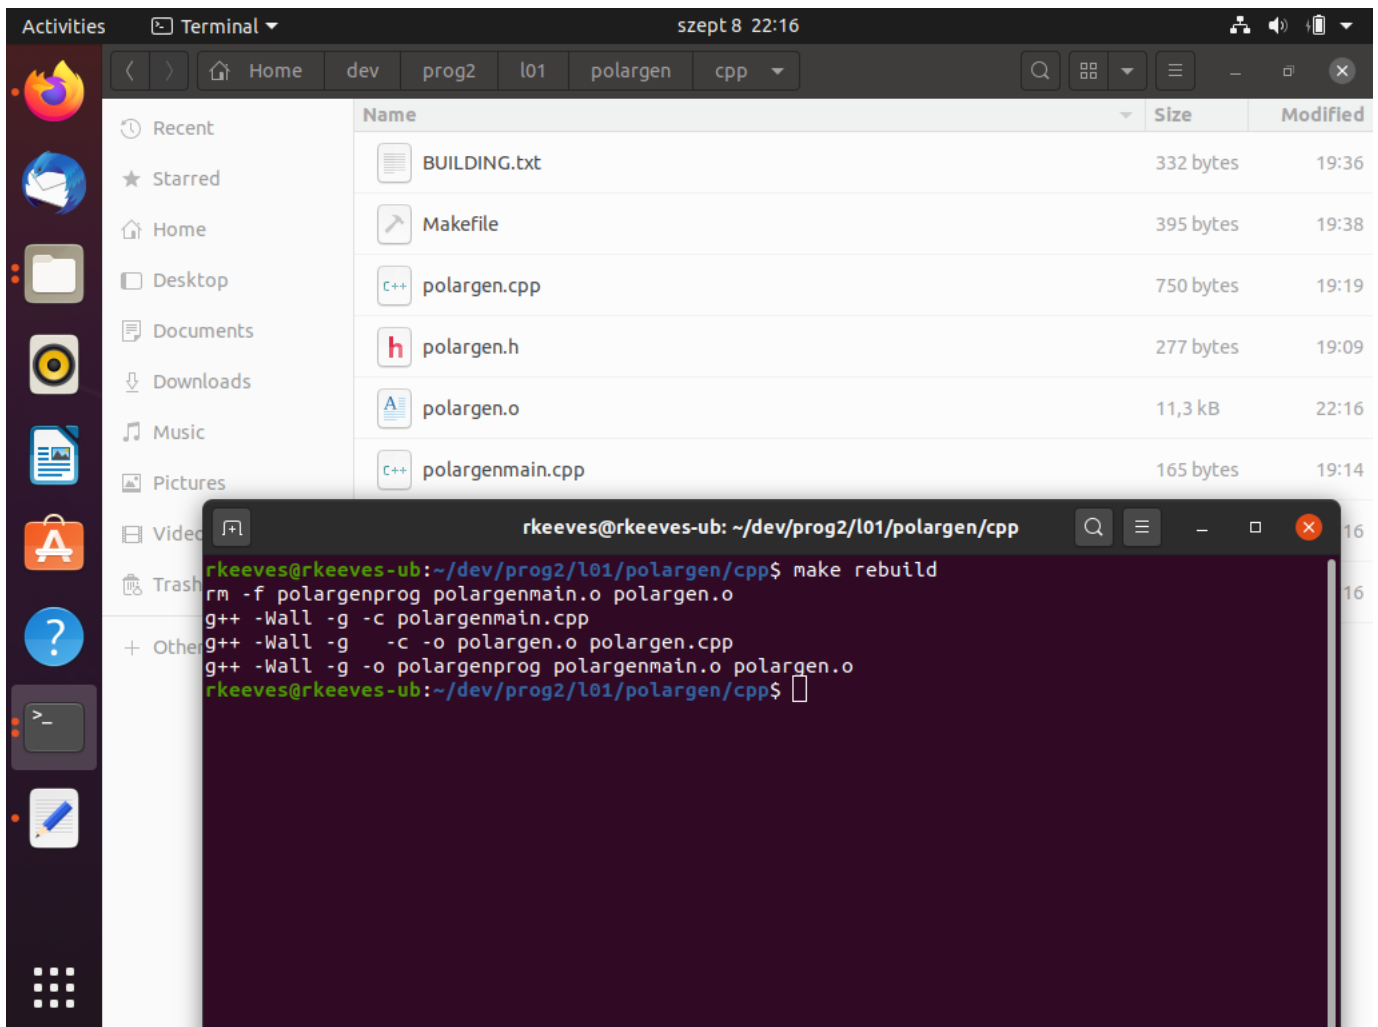 Activities Terminal szept 8 22:16
Home dev prog2 l01 polargen cpp
Name Size Modified
Recent
Starred
Home
Desktop
Documents
Downloads
Music
Pictures
Trash
BUILDING.txt 332 bytes 19:36
Makefile 395 bytes 19:38
C++ polargen.cpp 750 bytes 19:19
h polargen.h 277 bytes 19:09
A polargen.o 11,3 kB 22:16
C++ polargenmain.cpp 165 bytes 19:14
16
16
rkeeves@rkeeves-ub: ~/dev/prog2/l01/polargen/cpp
rkeeves@rkeeves-ub:~/dev/prog2/l01/polargen/cpp$ make rebuild
rm -f polargenprog polargenmain.o polargen.o
g++ -Wall -g -c polargenmain.cpp
g++ -Wall -g   -c -o polargen.o polargen.cpp
g++ -Wall -g -o polargenprog polargenmain.o polargen.o
rkeeves@rkeeves-ub:~/dev/prog2/l01/polargen/cpp$